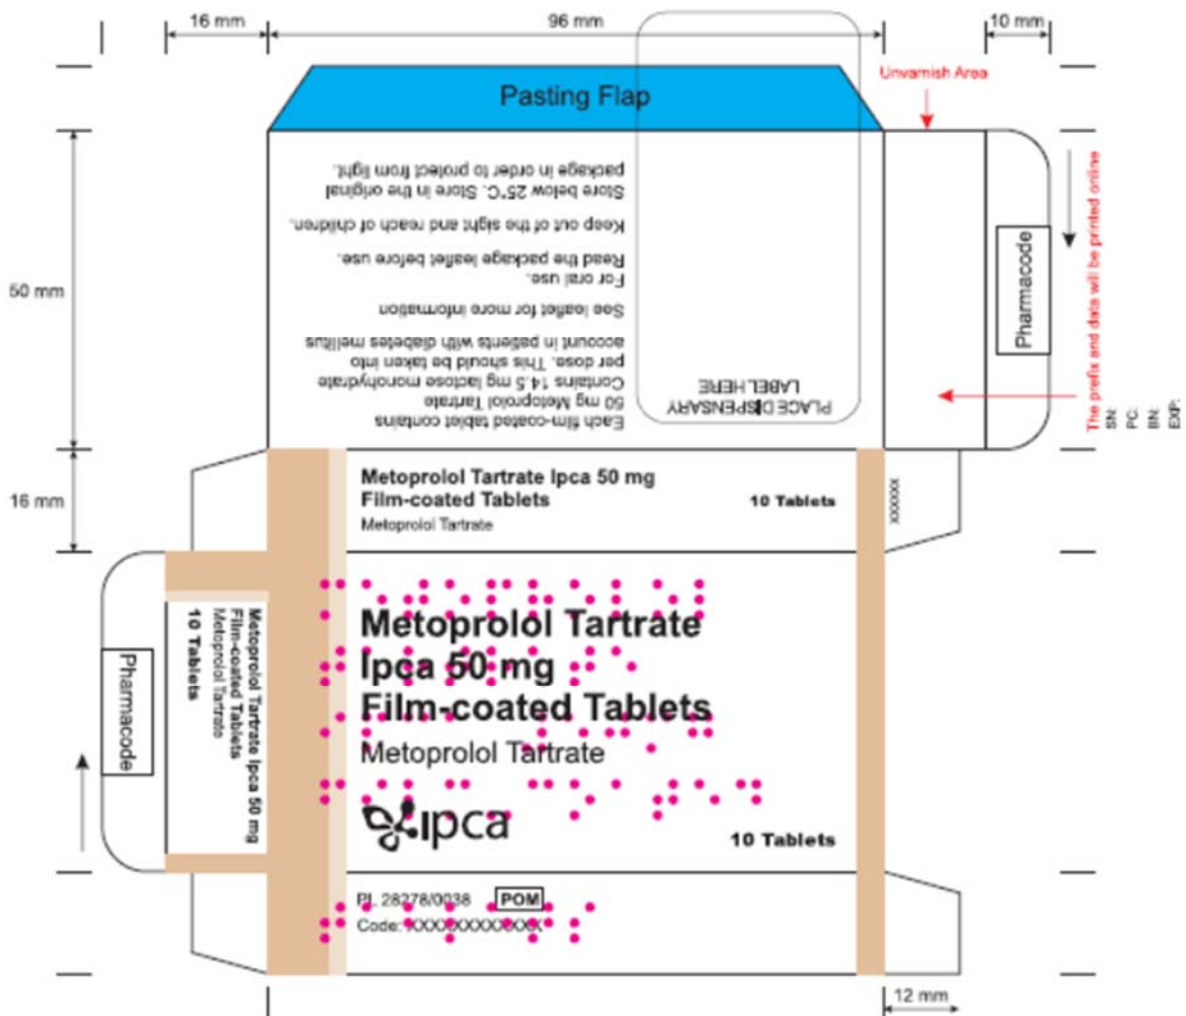 16 mm
96 mm
10 mm
Unvarnish Area
Pasting Flap
50 mm
Each film-coated tablet contains
50 mg Metoprolol Tartrate
Contains 14.5 mg lactose monohydrate
per dose. This should be taken into
account in patients with diabetes mellitus
See leaflet for more information
For oral use.
Read the package leaflet before use.
Keep out of the sight and reach of children.
Store below 25°C. Store in the original
package in order to protect from light.
PLACE DISPENSARY
LABEL HERE
Pharmacode
The prefix and data will be printed online
SN:
PC:
BN:
EXP:
16 mm
Metoprolol Tartrate Ipca 50 mg
Film-coated Tablets
Metoprolol Tartrate
10 Tablets
XXXXXX
Pharmacode
Metoprolol Tartrate Ipca 50 mg
Film-coated Tablets
Metoprolol Tartrate
10 Tablets
Metoprolol Tartrate
Ipca 50 mg
Film-coated Tablets
Metoprolol Tartrate
ipca
10 Tablets
PL 28278/0038 POM
Code: XXXXXXXXXXXXX
12 mm